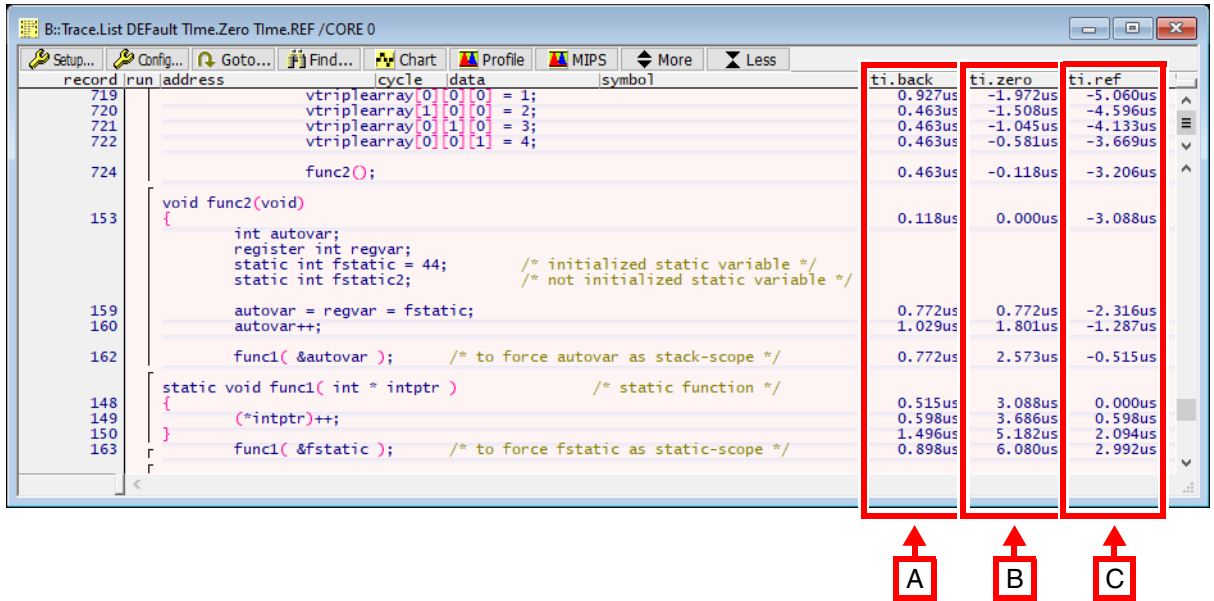 B::Trace.List DEFault TIme.Zero TIme.REF /CORE 0
Setup... Config... Goto... Find... Chart Profile MIPS More Less
record run address cycle data symbol ti.back ti.zero ti.ref
719 vtriplearray[0][0][0] = 1; 0.927us -1.972us -5.060us
720 vtriplearray[1][0][0] = 2; 0.463us -1.508us -4.596us
721 vtriplearray[0][1][0] = 3; 0.463us -1.045us -4.133us
722 vtriplearray[0][0][1] = 4; 0.463us -0.581us -3.669us
724 func2(); 0.463us -0.118us -3.206us
void func2(void)
153 { 0.118us 0.000us -3.088us
int autovar;
register int regvar;
static int fstatic = 44; /* initialized static variable */
static int fstatic2; /* not initialized static variable */
159 autovar = regvar = fstatic; 0.772us 0.772us -2.316us
160 autovar++; 1.029us 1.801us -1.287us
162 func1( &autovar ); /* to force autovar as stack-scope */ 0.772us 2.573us -0.515us
static void func1( int * intptr ) /* static function */
148 { 0.515us 3.088us 0.000us
149 (*intptr)++; 0.598us 3.686us 0.598us
150 } 1.496us 5.182us 2.094us
163 func1( &fstatic ); /* to force fstatic as static-scope */ 0.898us 6.080us 2.992us
A B C